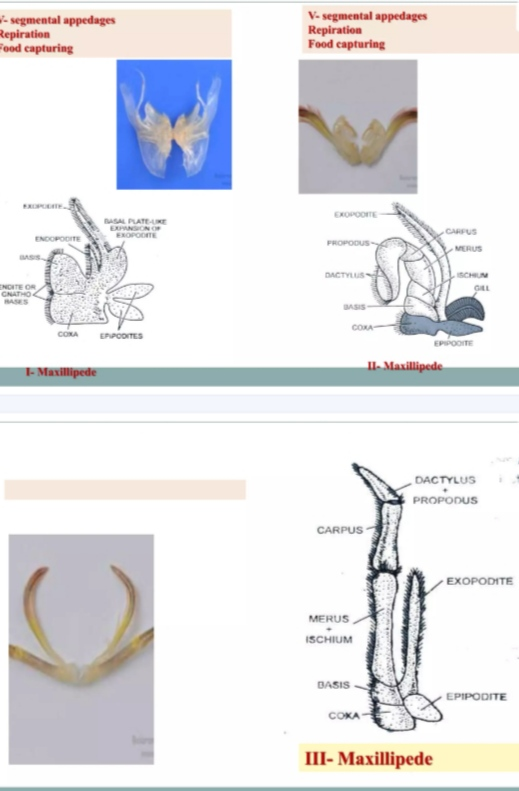 V- segmental appedages
Repiration
Food capturing
V- segmental appedages
Repiration
Food capturing
EXOPODITE
BASAL PLATE-LIKE
EXPANSION OF
EXOPODITE
ENDOPODITE
BASIS
ENDITE OR
GNATHO
BASES
COXA
EPIPODITES
I- Maxillipede
EXOPODITE
CARPUS
PROPODUS
MERUS
DACTYLUS
ISCHIUM
GILL
BASIS
COXA
EPIPODITE
II- Maxillipede
DACTYLUS
+
PROPODUS
CARPUS
EXOPODITE
MERUS
+
ISCHIUM
BASIS
EPIPODITE
COXA
III- Maxillipede